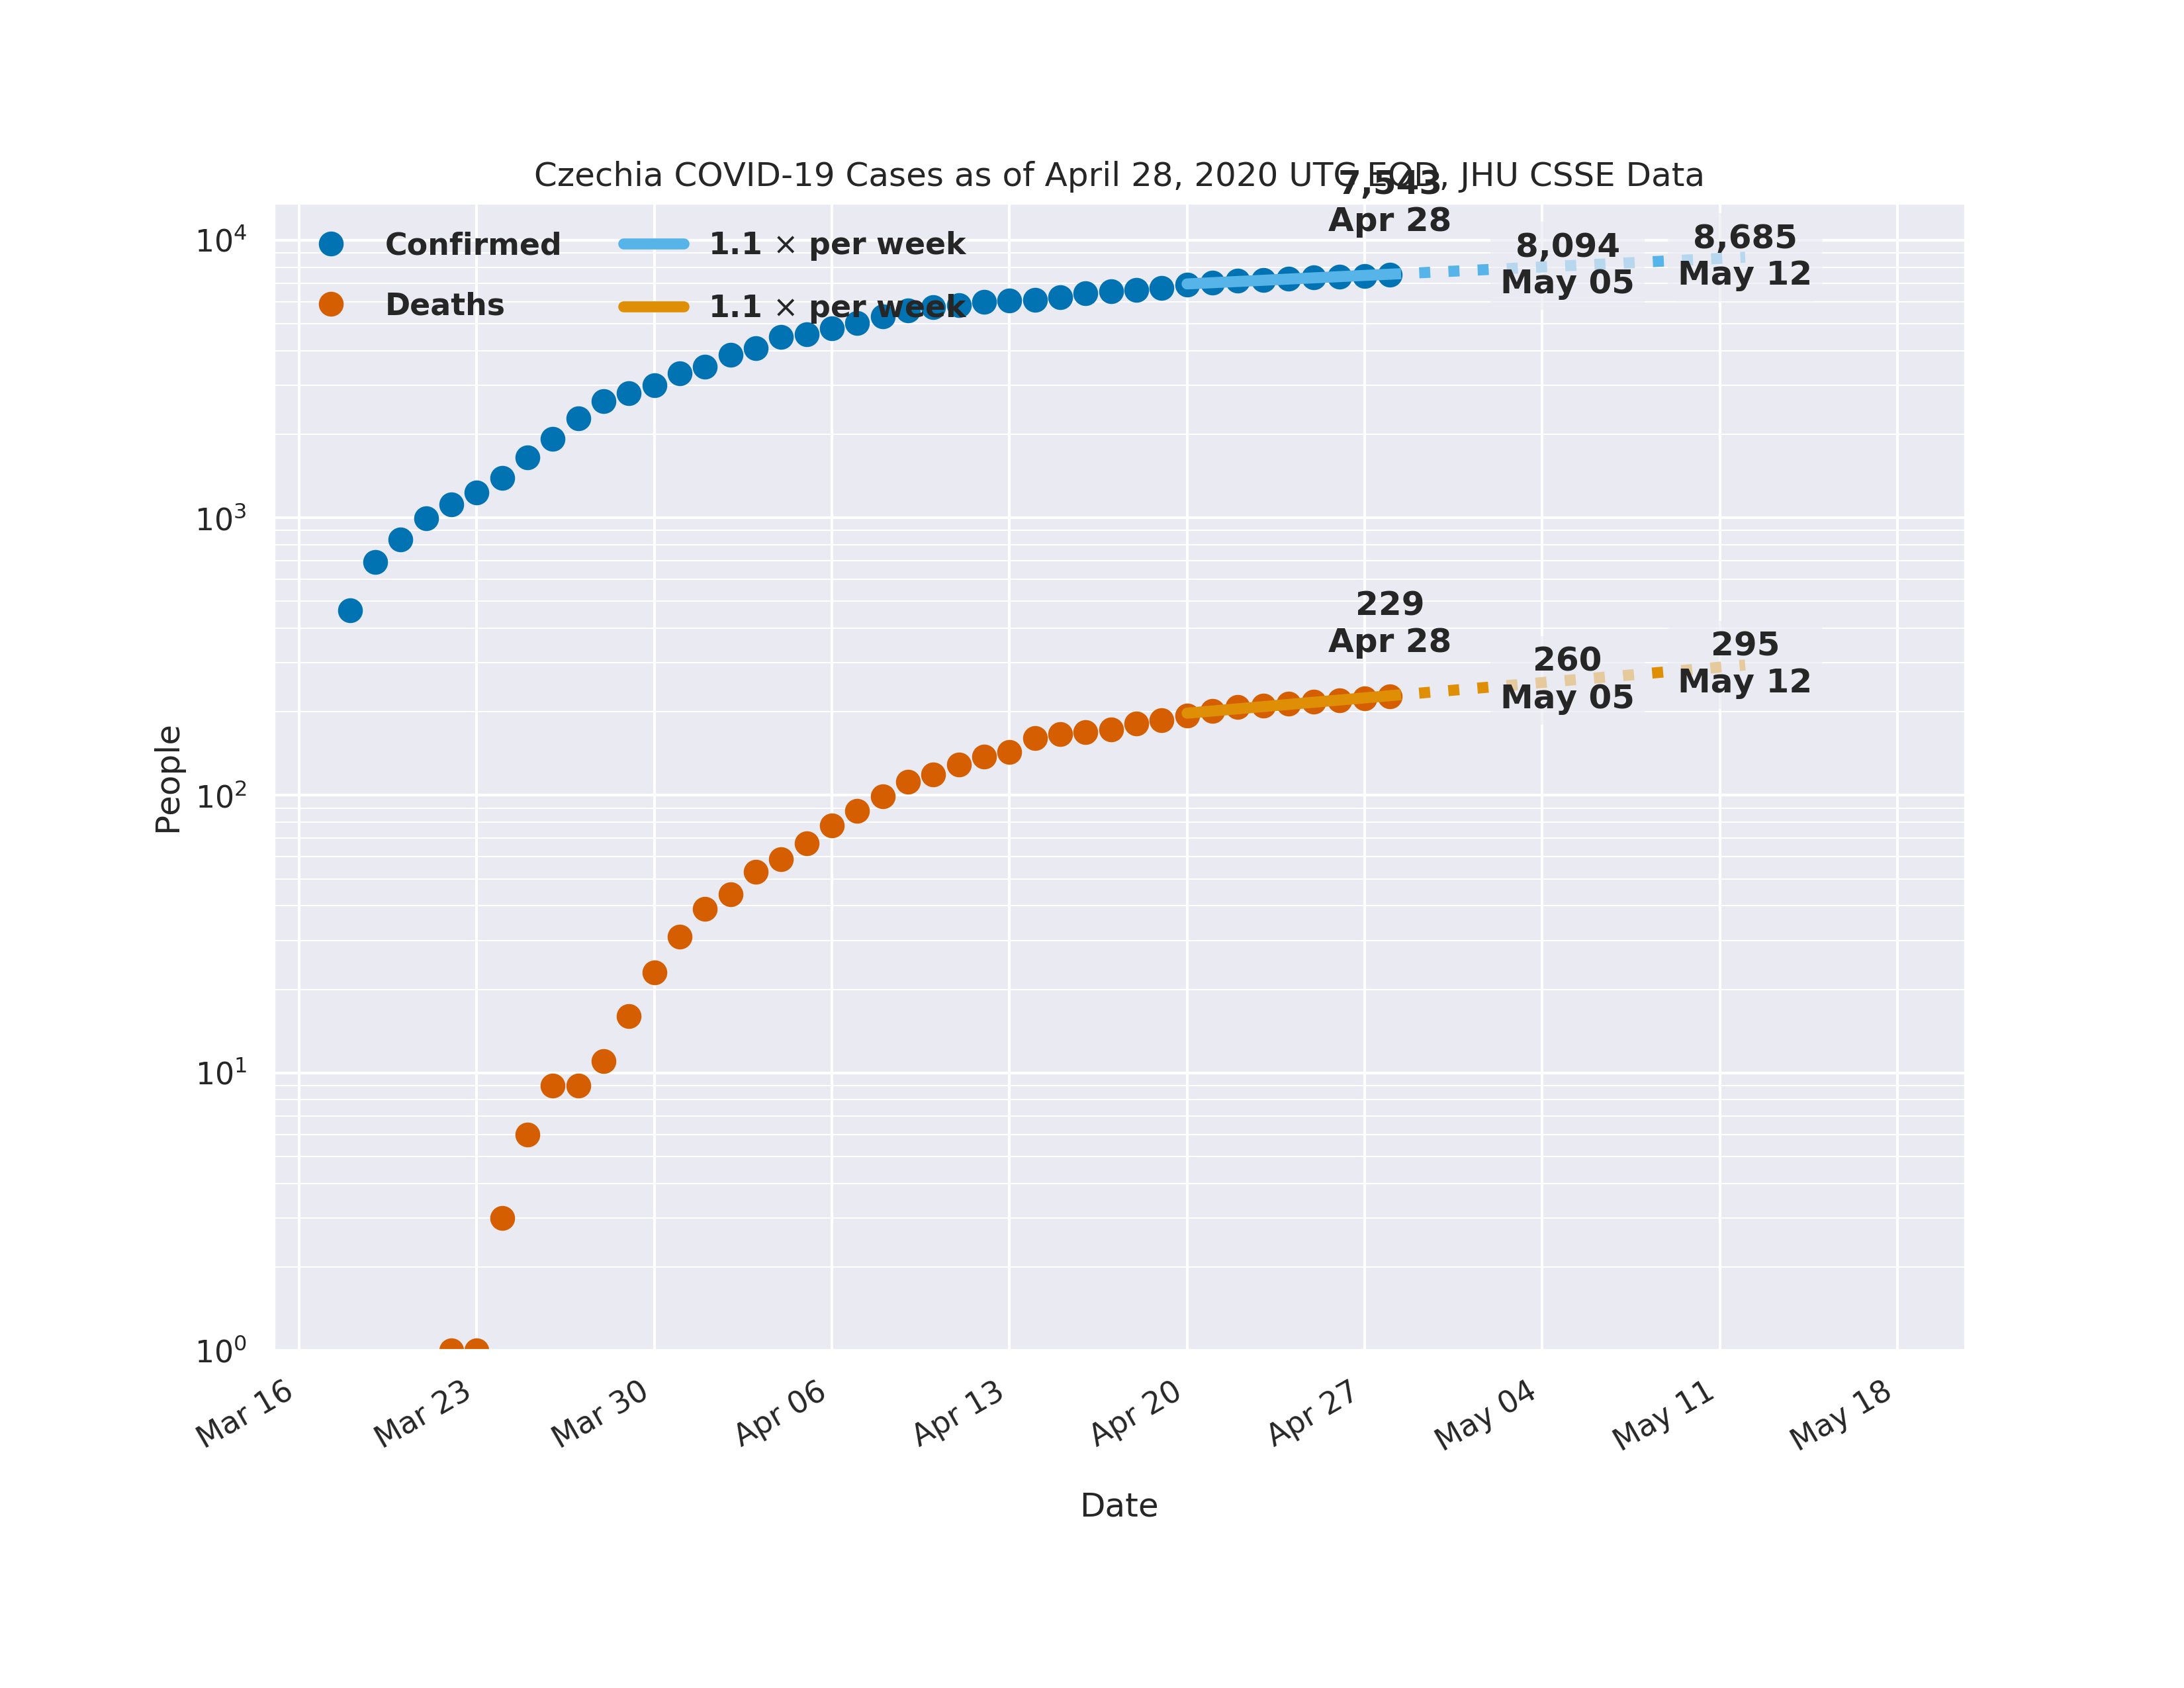 Czechia COVID-19 Cases as of April 28, 2020 UTC EOD, JHU CSSE Data
7,543
Apr 28
8,094
May 05
8,685
May 12
Confirmed
Deaths
1.1 × per week
1.1 × per week
229
Apr 28
260
May 05
295
May 12
People
10⁴
10³
10²
10¹
10⁰
Mar 16
Mar 23
Mar 30
Apr 06
Apr 13
Apr 20
Apr 27
May 04
May 11
May 18
Date